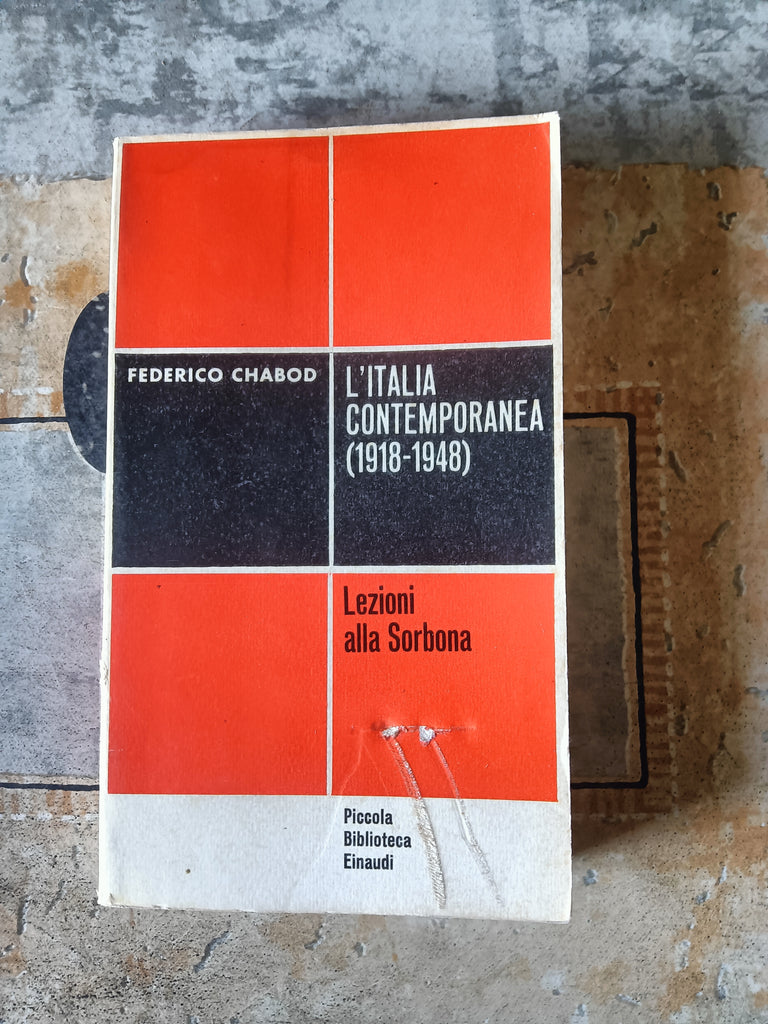 FEDERICO CHABOD
L'ITALIA
CONTEMPORANEA
(1918-1948)
Lezioni
alla Sorbona
Piccola
Biblioteca
Einaudi